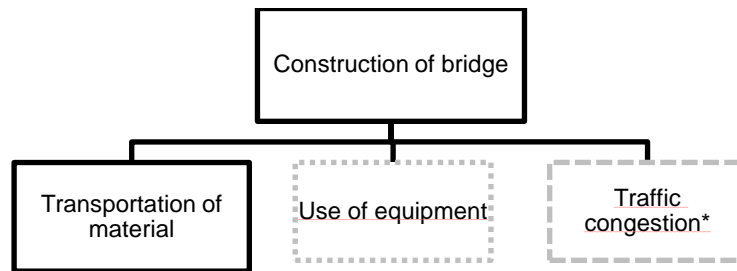 Construction of bridge
Transportation of
material
Use of equipment
Traffic
congestion*